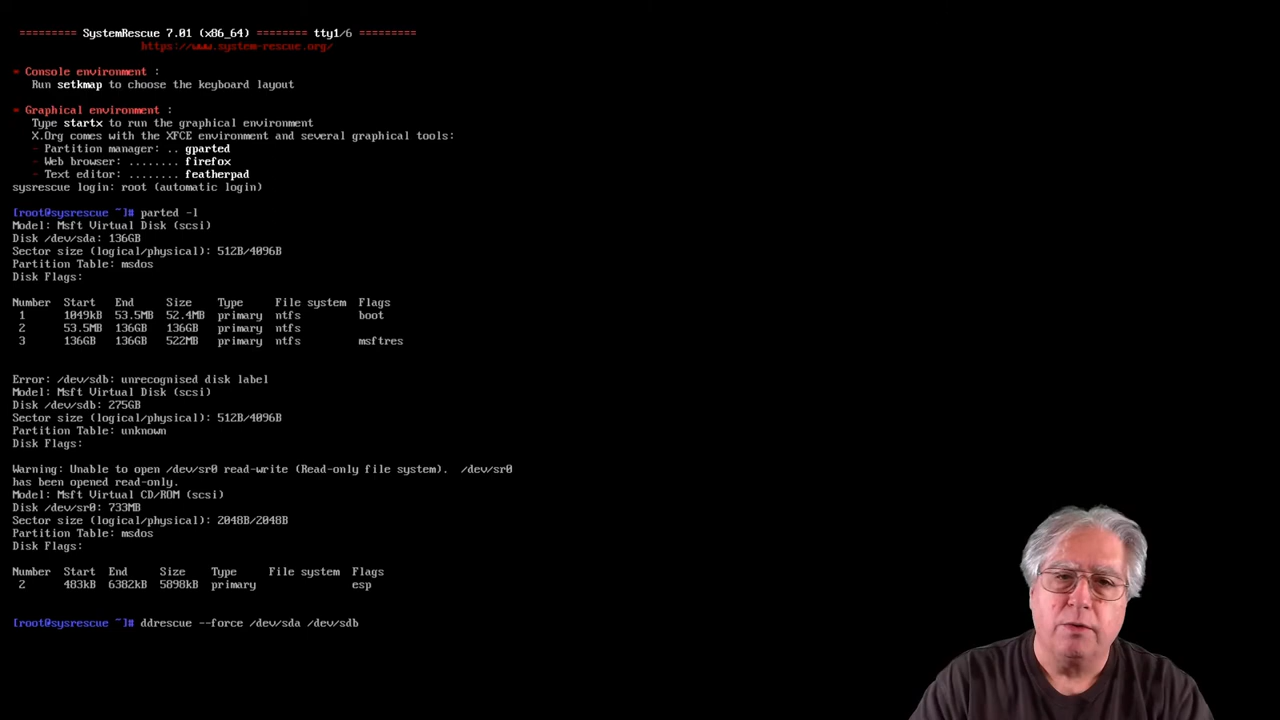 ========= SystemRescue 7.01 (x86_64) ======== tty1/6 =========
https://www.system-rescue.org/
* Console environment :
Run setkmap to choose the keyboard layout
* Graphical environment :
Type startx to run the graphical environment
X.Org comes with the XFCE environment and several graphical tools:
- Partition manager: .. gparted
- Web browser: ........ firefox
- Text editor: ........ featherpad
sysrescue login: root (automatic login)
[root@sysrescue ~]# parted -l
Model: Msft Virtual Disk (scsi)
Disk /dev/sda: 136GB
Sector size (logical/physical): 512B/4096B
Partition Table: msdos
Disk Flags:
Number  Start   End     Size    Type     File system  Flags
1      1049kB  53.5MB  52.4MB  primary  ntfs         boot
2      53.5MB  136GB   136GB   primary  ntfs
3      136GB   136GB   522MB   primary  ntfs         msftres
Error: /dev/sdb: unrecognised disk label
Model: Msft Virtual Disk (scsi)
Disk /dev/sdb: 275GB
Sector size (logical/physical): 512B/4096B
Partition Table: unknown
Disk Flags:
Warning: Unable to open /dev/sr0 read-write (Read-only file system).  /dev/sr0
has been opened read-only.
Model: Msft Virtual CD/ROM (scsi)
Disk /dev/sr0: 733MB
Sector size (logical/physical): 2048B/2048B
Partition Table: msdos
Disk Flags:
Number  Start  End     Size    Type     File system  Flags
2      483kB  6382kB  5898kB  primary               esp
[root@sysrescue ~]# ddrescue --force /dev/sda /dev/sdb